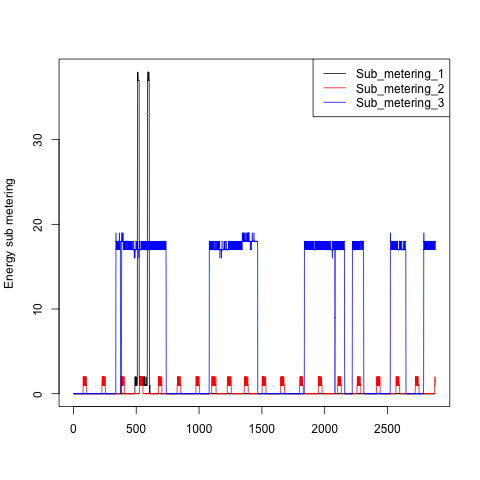 Sub_metering_1
Sub_metering_2
Sub_metering_3
Energy sub metering
30
20
10
0
0 500 1000 1500 2000 2500